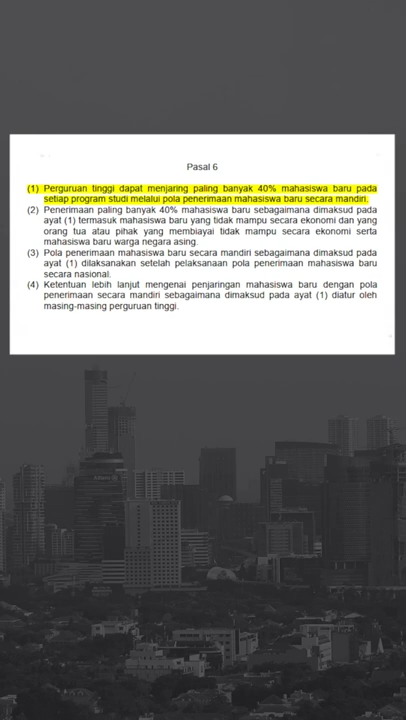 Pasal 6
(1) Perguruan tinggi dapat menjaring paling banyak 40% mahasiswa baru pada
setiap program studi melalui pola penerimaan mahasiswa baru secara mandiri.
(2) Penerimaan paling banyak 40% mahasiswa baru sebagaimana dimaksud pada
ayat (1) termasuk mahasiswa baru yang tidak mampu secara ekonomi dan yang
orang tua atau pihak yang membiayai tidak mampu secara ekonomi serta
mahasiswa baru warga negara asing.
(3) Pola penerimaan mahasiswa baru secara mandiri sebagaimana dimaksud pada
ayat (1) dilaksanakan setelah pelaksanaan pola penerimaan mahasiswa baru
secara nasional.
(4) Ketentuan lebih lanjut mengenai penjaringan mahasiswa baru dengan pola
penerimaan secara mandiri sebagaimana dimaksud pada ayat (1) diatur oleh
masing-masing perguruan tinggi.
Allianz